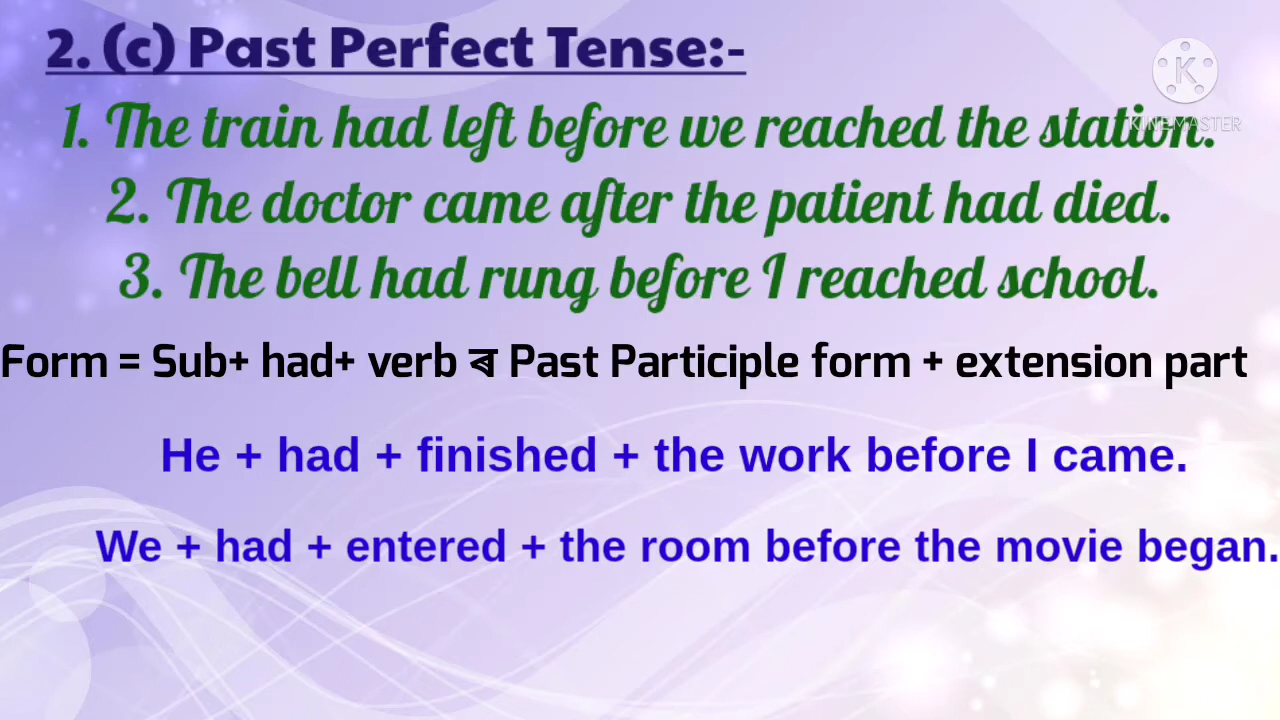 2. (c) Past Perfect Tense:-
K
KINEMASTER
1. The train had left before we reached the station.
2. The doctor came after the patient had died.
3. The bell had rung before I reached school.
Form = Sub+ had+ verb ৰ Past Participle form + extension part
He + had + finished + the work before I came.
We + had + entered + the room before the movie began.